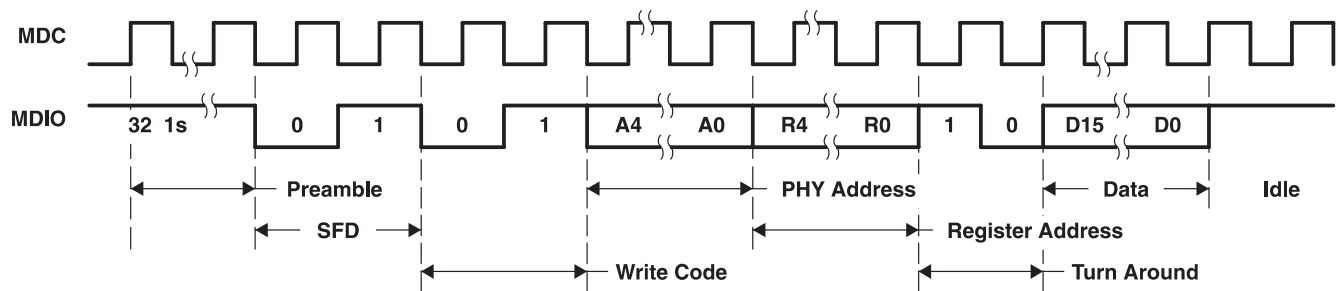 MDC
MDIO
32 1s 0 1 0 1 A4 A0 R4 R0 1 0 D15 D0
Preamble PHY Address Data Idle
SFD Register Address
Write Code Turn Around